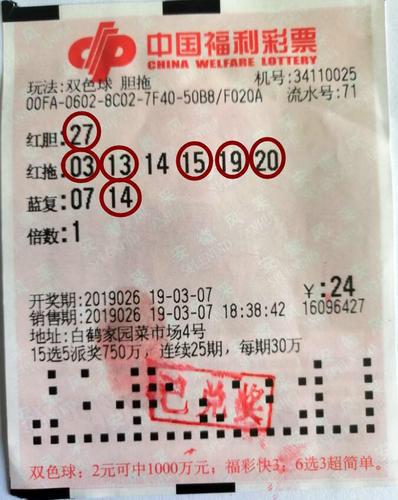 中国福利彩票
CHINA WELFARE LOTTERY
玩法:双色球 胆拖 机号:34110025
00FA-0602-8C02-7F40-50B8/F020A 流水号:71
红胆:27
红拖:03 13 14 15 19 20
蓝复:07 14
倍数:1
开奖期:2019026 19-03-07 ¥:24
销售期:2019026 19-03-07 18:38:42 16096427
地址:白鹤家园菜市场4号
15选5派奖750万，连续25期，每期30万
已兑奖
双色球：2元可中1000万元；福彩快3：6选3超简单。